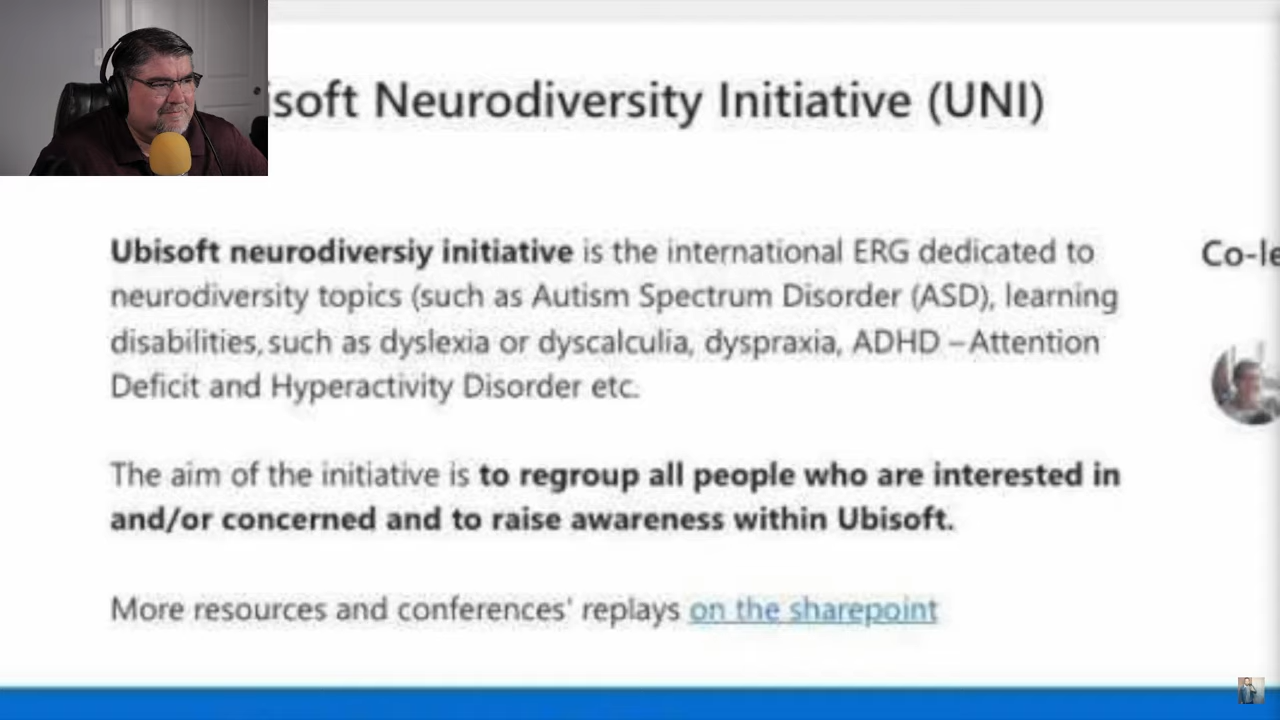 isoft Neurodiversity Initiative (UNI)
Ubisoft neurodiversiy initiative is the international ERG dedicated to
neurodiversity topics (such as Autism Spectrum Disorder (ASD), learning
disabilities, such as dyslexia or dyscalculia, dyspraxia, ADHD – Attention
Deficit and Hyperactivity Disorder etc.
The aim of the initiative is to regroup all people who are interested in
and/or concerned and to raise awareness within Ubisoft.
More resources and conferences' replays on the sharepoint
Co-le